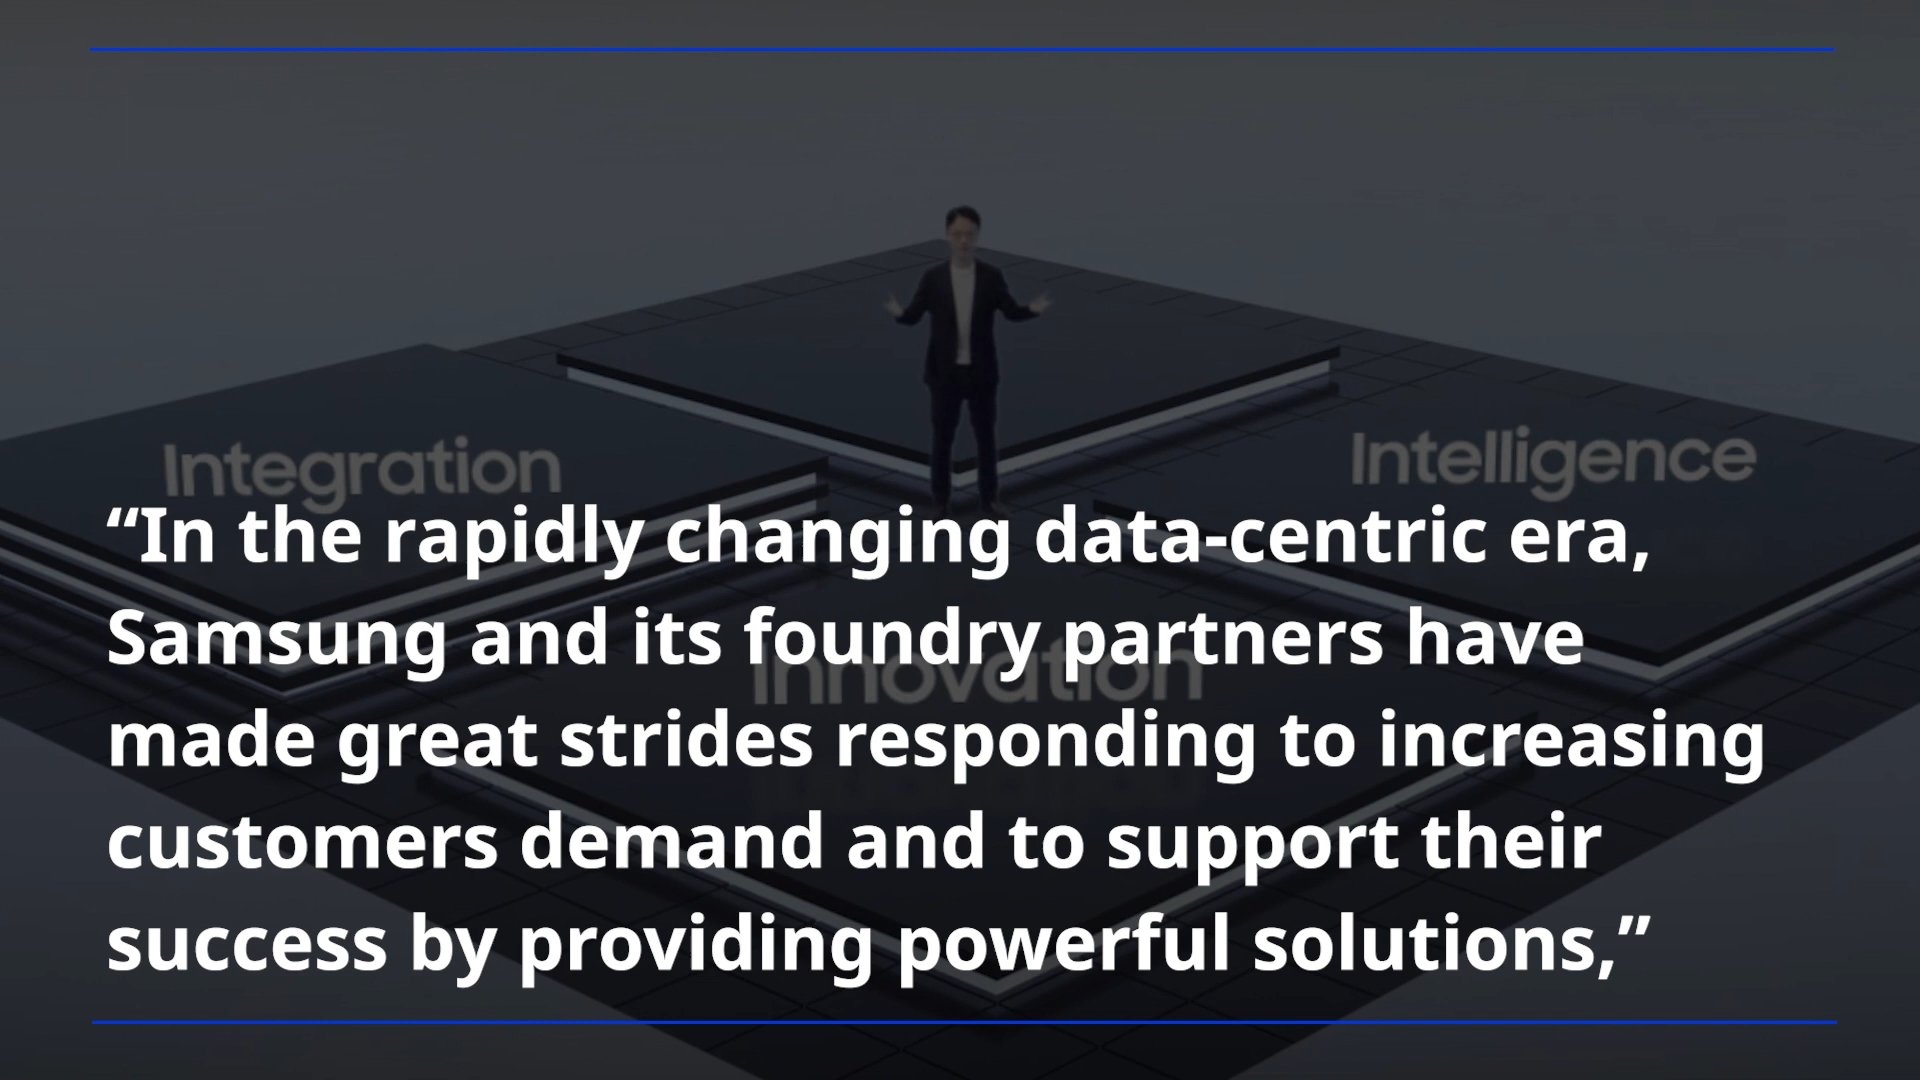 Integration
Intelligence
“In the rapidly changing data-centric era,
Samsung and its foundry partners have
Innovation
made great strides responding to increasing
customers demand and to support their
success by providing powerful solutions,”